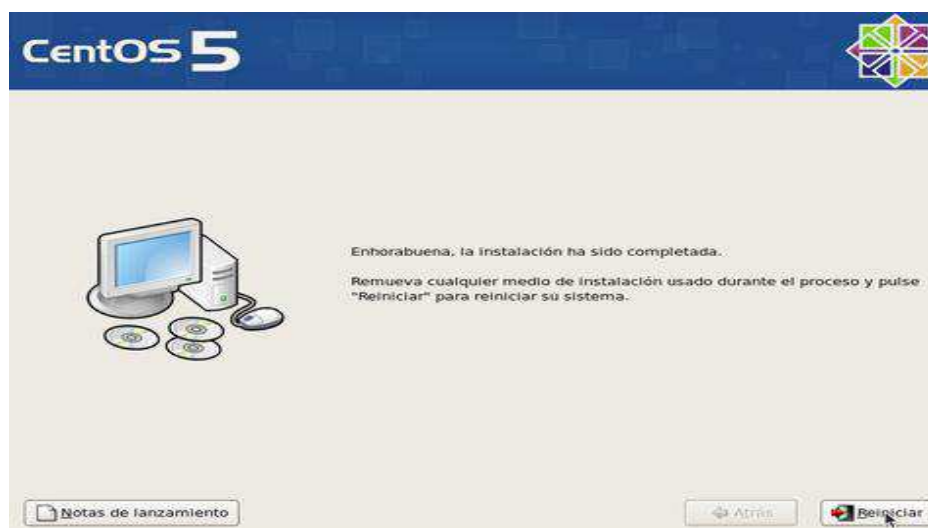 CentOS 5
Enhorabuena, la instalación ha sido completada.
Remueva cualquier medio de instalación usado durante el proceso y pulse
"Reiniciar" para reiniciar su sistema.
Notas de lanzamiento
Atrás
Reiniciar